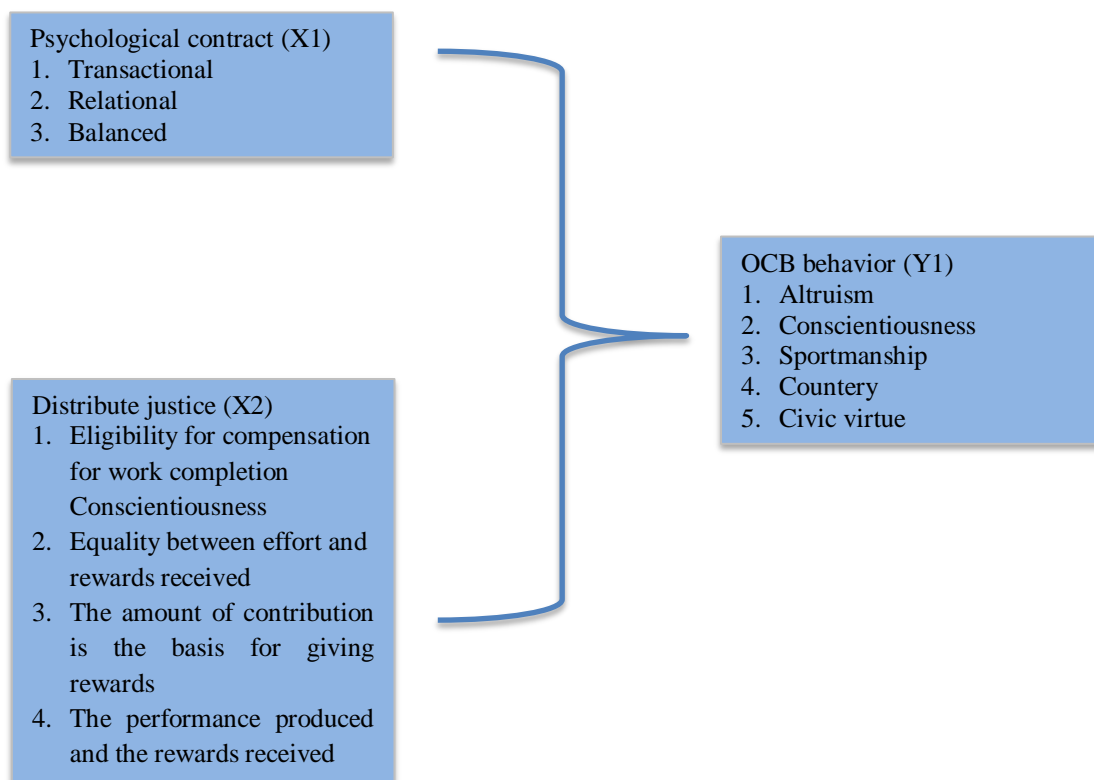 Psychological contract (X1)
1. Transactional
2. Relational
3. Balanced
OCB behavior (Y1)
1. Altruism
2. Conscientiousness
3. Sportmanship
4. Countery
5. Civic virtue
Distribute justice (X2)
1. Eligibility for compensation
for work completion
Conscientiousness
2. Equality between effort and
rewards received
3. The amount of contribution
is the basis for giving
rewards
4. The performance produced
and the rewards received